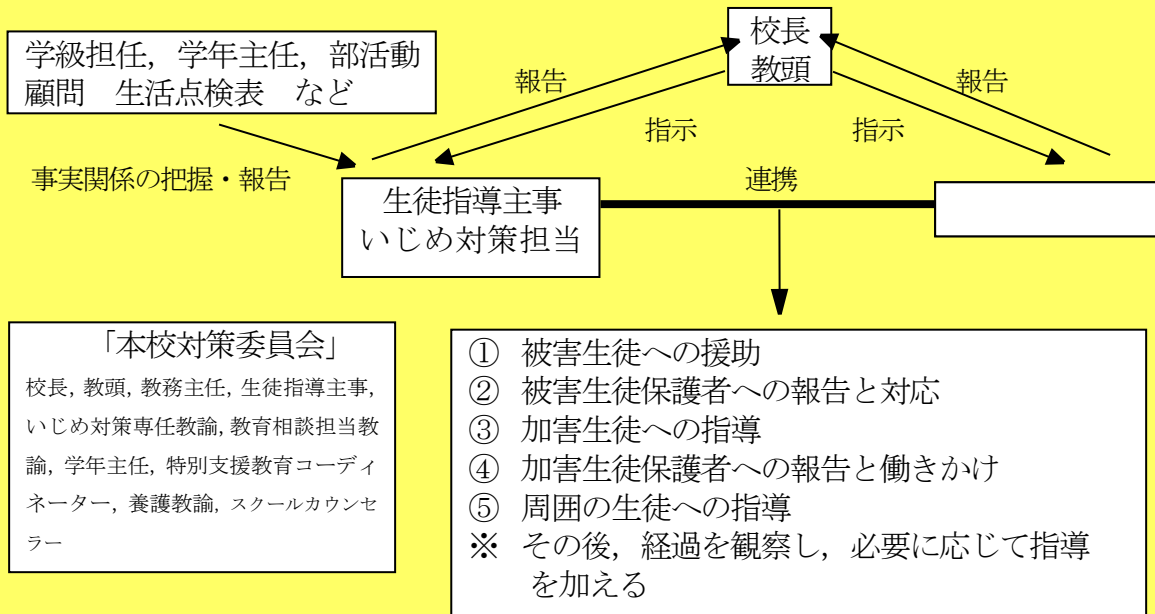 学級担任，学年主任，部活動
顧問　生活点検表　など
校長
教頭
報告
報告
指示
指示
事実関係の把握・報告
生徒指導主事
いじめ対策担当
連携
「本校対策委員会」
校長，教頭，教務主任，生徒指導主事，
いじめ対策専任教諭，教育相談担当教
諭，学年主任，特別支援教育コーディ
ネーター，養護教諭，スクールカウンセ
ラー
①　被害生徒への援助
②　被害生徒保護者への報告と対応
③　加害生徒への指導
④　加害生徒保護者への報告と働きかけ
⑤　周囲の生徒への指導
※　その後，経過を観察し，必要に応じて指導
を加える